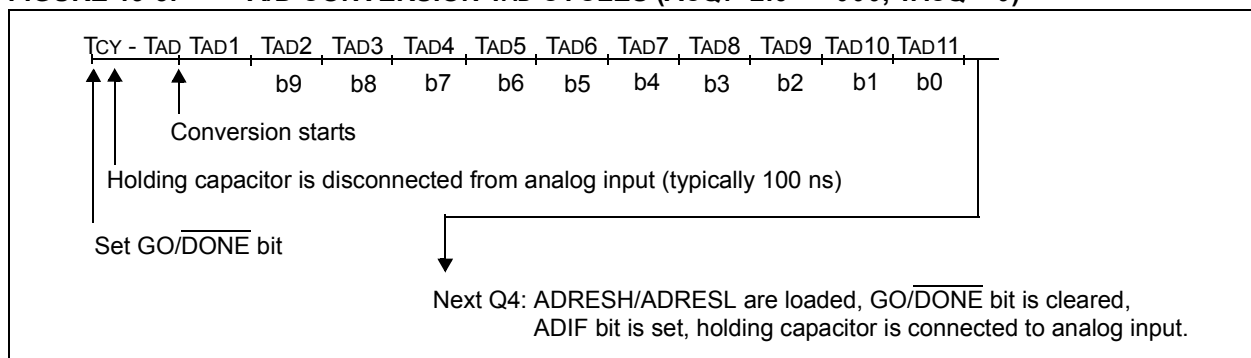 TCY - TAD TAD1 TAD2 TAD3 TAD4 TAD5 TAD6 TAD7 TAD8 TAD9 TAD10 TAD11
b9 b8 b7 b6 b5 b4 b3 b2 b1 b0
Conversion starts
Holding capacitor is disconnected from analog input (typically 100 ns)
Set GO/DONE bit
Next Q4: ADRESH/ADRESL are loaded, GO/DONE bit is cleared,
ADIF bit is set, holding capacitor is connected to analog input.